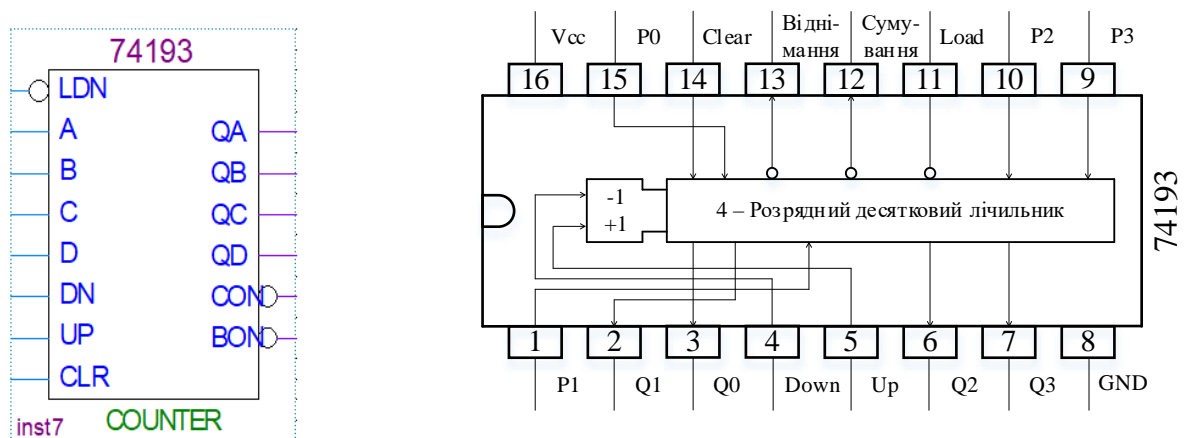 74193
LDN
A
B
C
D
DN
UP
CLR
QA
QB
QC
QD
CON
BON
inst7
COUNTER
Vcc
P0
Clear
Відні-
мання
Суму-
вання
Load
P2
P3
16
15
14
13
12
11
10
9
-1
+1
4 – Розрядний десятковий лічильник
74193
1
2
3
4
5
6
7
8
P1
Q1
Q0
Down
Up
Q2
Q3
GND